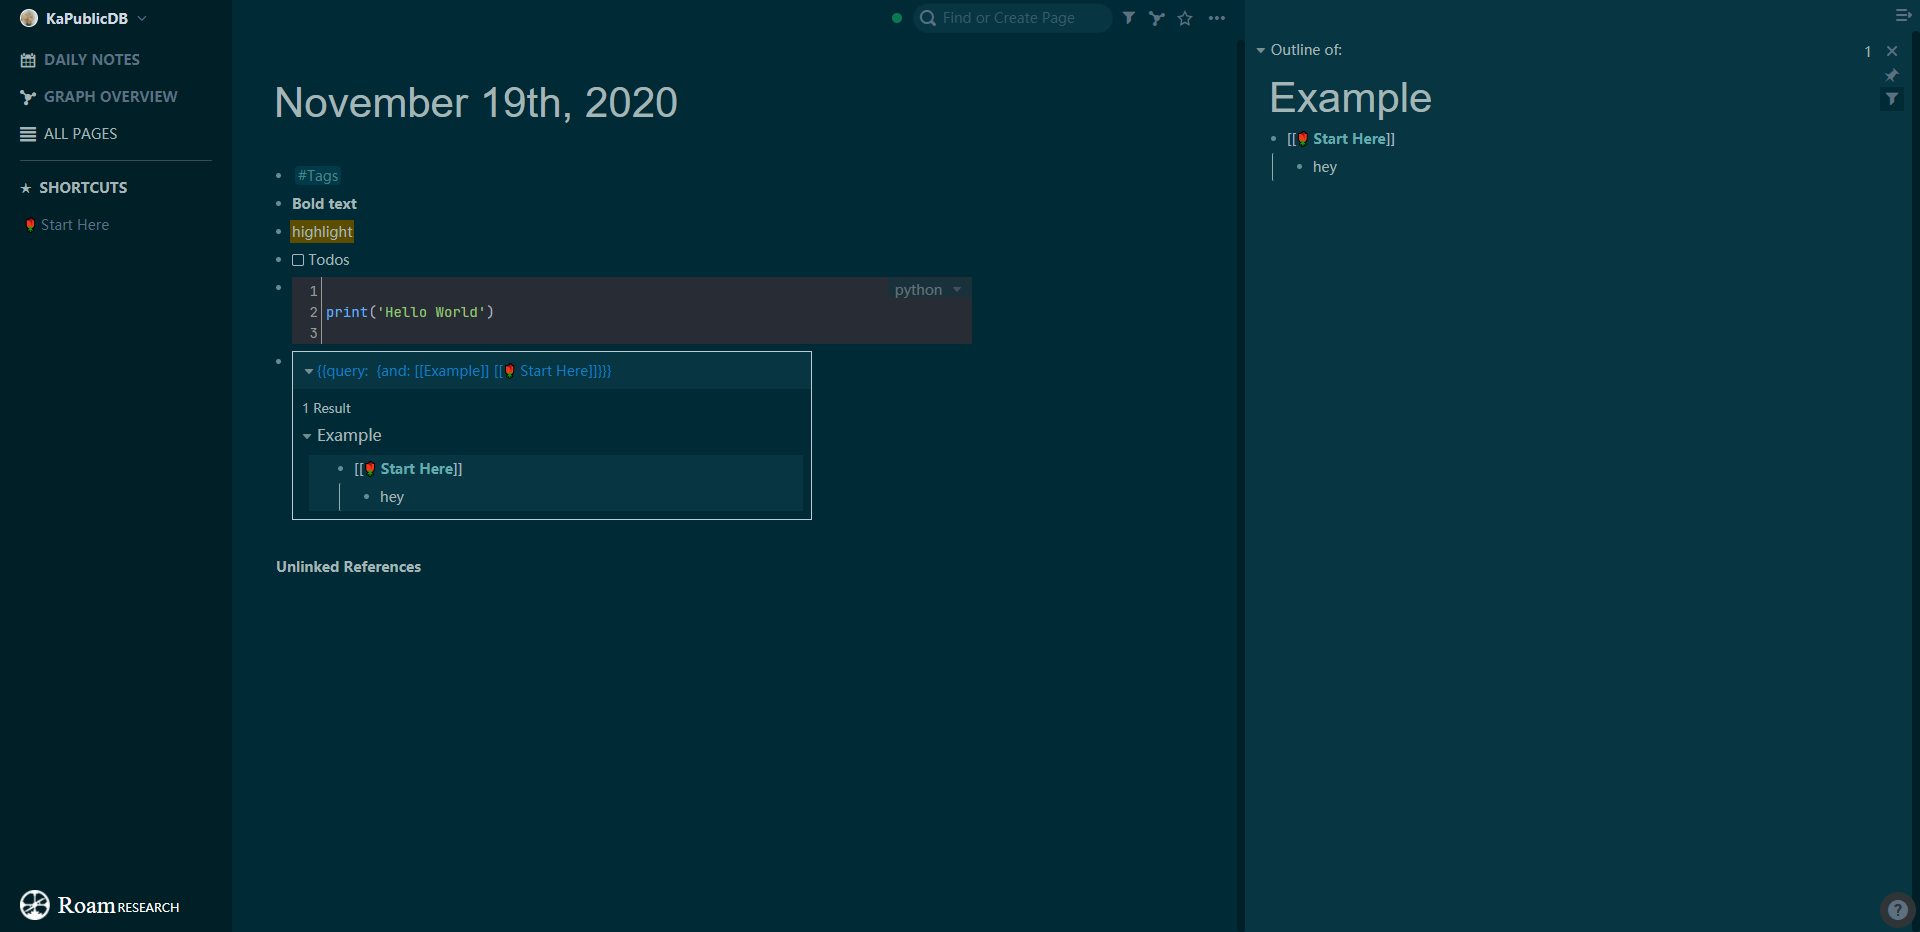 KaPublicDB
DAILY NOTES
GRAPH OVERVIEW
ALL PAGES
★ SHORTCUTS
🌹 Start Here
Roam RESEARCH
Find or Create Page
November 19th, 2020
#Tags
Bold text
highlight
Todos
python
1
2 print('Hello World')
3
{{query: {and: [[Example]] [[🌹 Start Here]]}}}
1 Result
Example
[[🌹 Start Here]]
hey
Unlinked References
Outline of:
1
Example
[[🌹 Start Here]]
hey
?